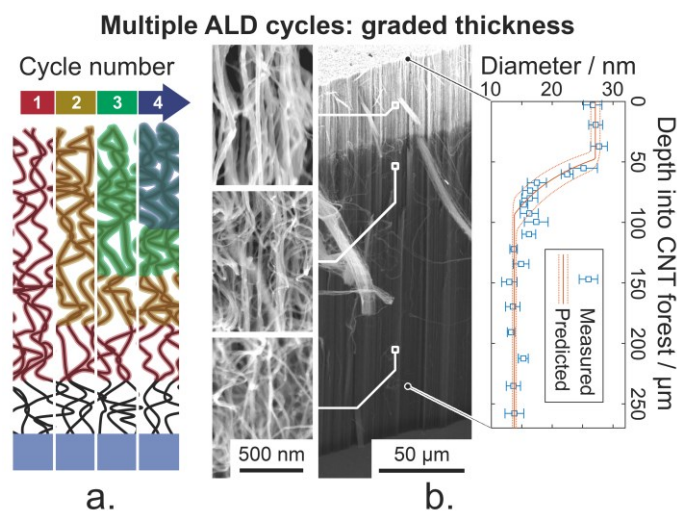 Multiple ALD cycles: graded thickness
Cycle number
1 2 3 4
Diameter / nm
10 20 30
0
50
100
150
200
250
Depth into CNT forest / µm
Measured
Predicted
500 nm
50 µm
a.
b.